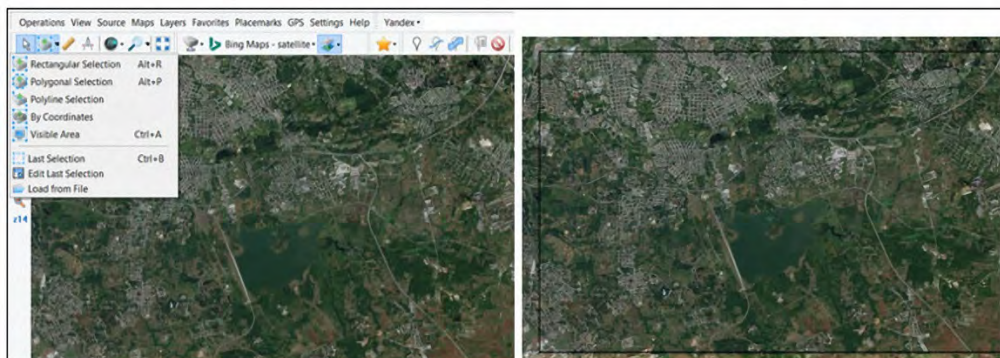 Operations View Source Maps Layers Favorites Placemarks GPS Settings Help Yandex
Bing Maps - satellite
Rectangular Selection Alt+R
Polygonal Selection Alt+P
Polyline Selection
By Coordinates
Visible Area Ctrl+A
Last Selection Ctrl+B
Edit Last Selection
Load from File
z14